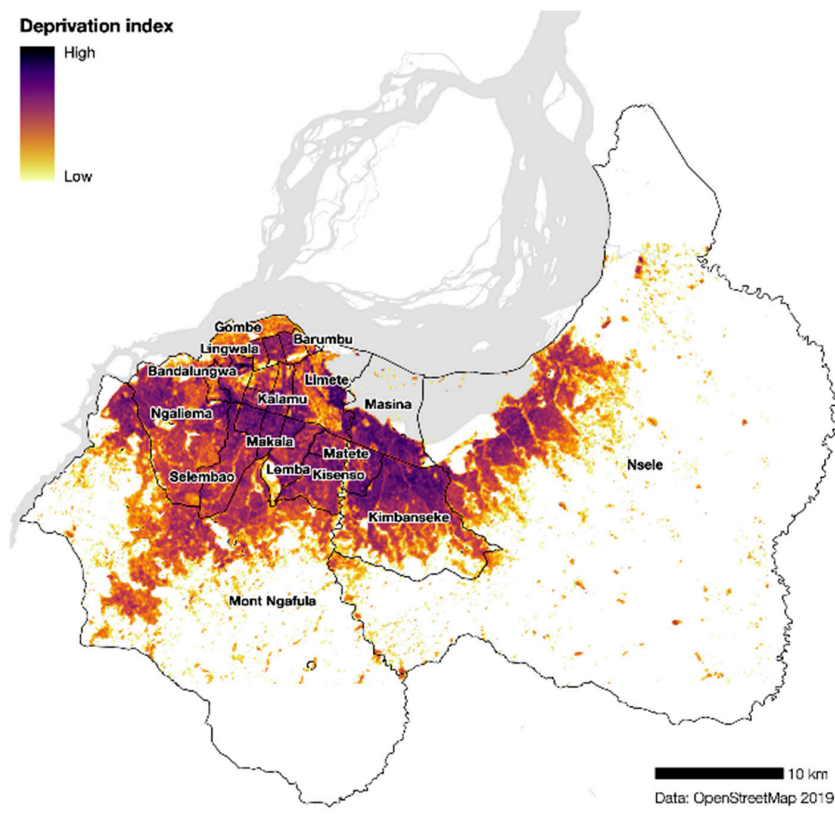 Deprivation index
High
Low
Gombe
Lingwala
Barumbu
Bandalungwa
Limete
Kalamu
Masina
Ngaliema
Makala
Matete
Nsele
Selembao
Lemba
Kisenso
Kimbanseke
Mont Ngafula
10 km
Data: OpenStreetMap 2019